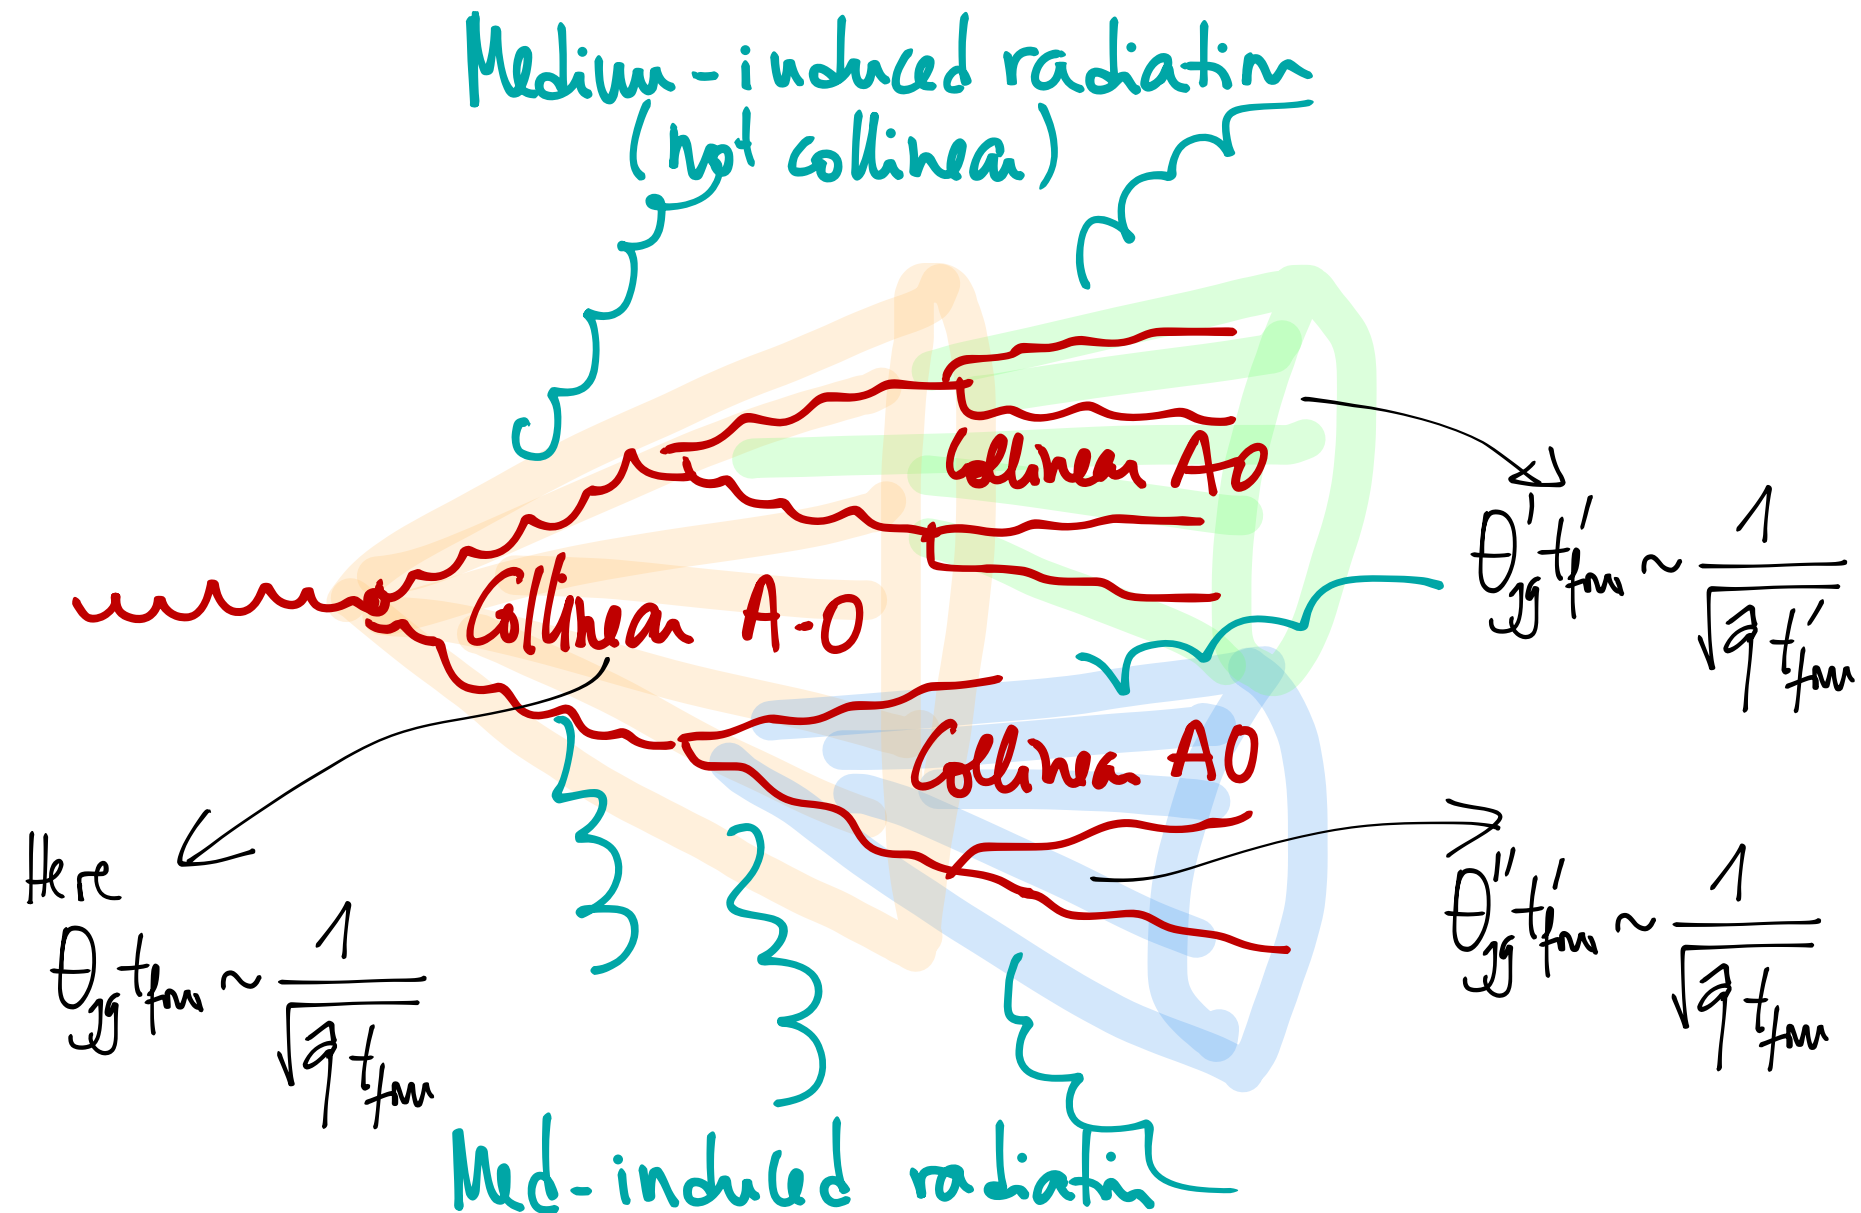 Medium-induced radiation
(not collinear)
Collinear AO
θ'gg t'fm ~ 1/√(q t'fm)
Collinear A-O
Collinear AO
Here
θgg tfm ~ 1/√(q tfm)
θ''gg t'fm ~ 1/√(q tfm)
Med-induced radiation